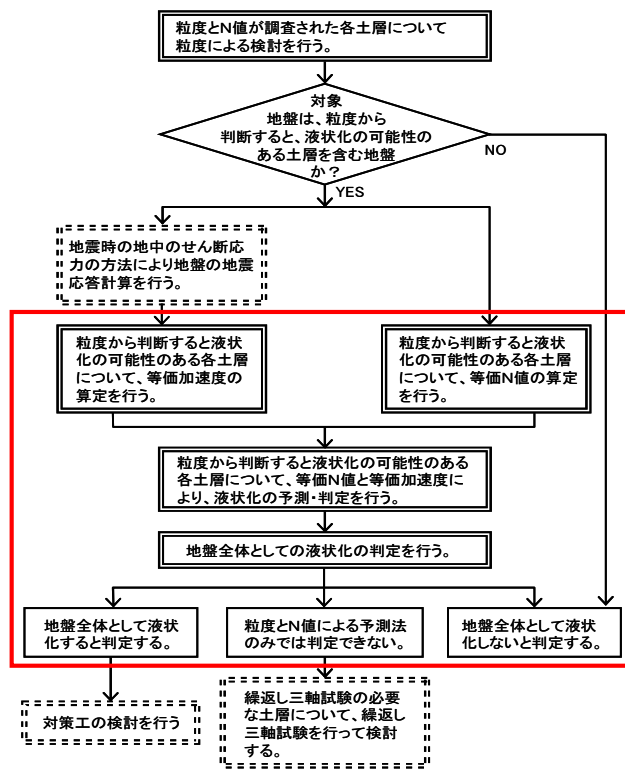 粒度とN値が調査された各土層について
粒度による検討を行う。
対象
地盤は、粒度から
判断すると、液状化の可能性の
ある土層を含む地盤
か？
NO
YES
地震時の地中のせん断応
力の方法により地盤の地震
応答計算を行う。
粒度から判断すると液状
化の可能性のある各土層
について、等価加速度の
算定を行う。
粒度から判断すると液状
化の可能性のある各土層
について、等価N値の算定
を行う。
粒度から判断すると液状化の可能性のある
各土層について、等価N値と等価加速度に
より、液状化の予測・判定を行う。
地盤全体としての液状化の判定を行う。
地盤全体として液状
化すると判定する。
粒度とN値による予測法
のみでは判定できない。
地盤全体として液状
化しないと判定する。
対策工の検討を行う
繰返し三軸試験の必要
な土層について、繰返し
三軸試験を行って検討
する。